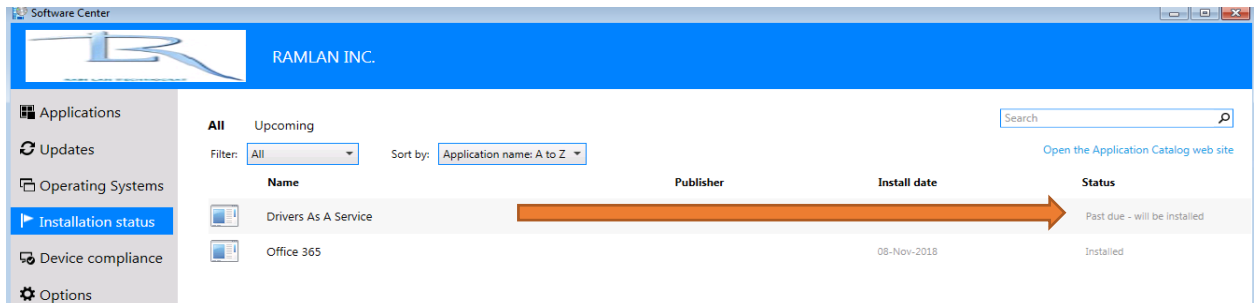 Software Center
RAMLAN INC.
Applications
Updates
Operating Systems
Installation status
Device compliance
Options
All Upcoming
Search
Filter: All Sort by: Application name: A to Z
Open the Application Catalog web site
Name Publisher Install date Status
Drivers As A Service Past due - will be installed
Office 365 08-Nov-2018 Installed